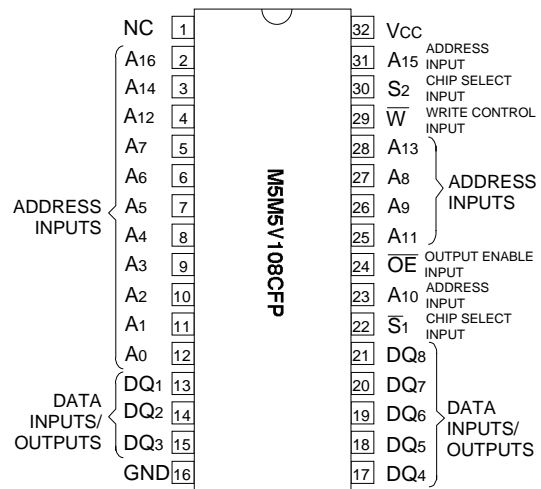 NC 1
A16 2
A14 3
A12 4
A7 5
A6 6
A5 7
A4 8
A3 9
A2 10
A1 11
A0 12
DQ1 13
DQ2 14
DQ3 15
GND 16
ADDRESS
INPUTS
DATA
INPUTS/
OUTPUTS
M5M5V108CFP
32 VCC
31 A15 ADDRESS
INPUT
30 S2 CHIP SELECT
INPUT
29 W̅ WRITE CONTROL
INPUT
28 A13
27 A8
26 A9
25 A11
ADDRESS
INPUTS
24 O̅E̅ OUTPUT ENABLE
INPUT
23 A10 ADDRESS
INPUT
22 S̅1 CHIP SELECT
INPUT
21 DQ8
20 DQ7
19 DQ6
18 DQ5
17 DQ4
DATA
INPUTS/
OUTPUTS